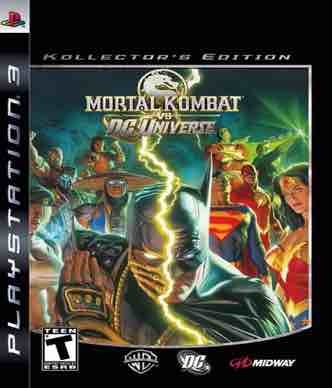 PLAYSTATION 3
KOLLECTOR'S EDITION
MORTAL KOMBAT
VS
DC UNIVERSE
TEEN
T
ESRB
WB
DC
MIDWAY